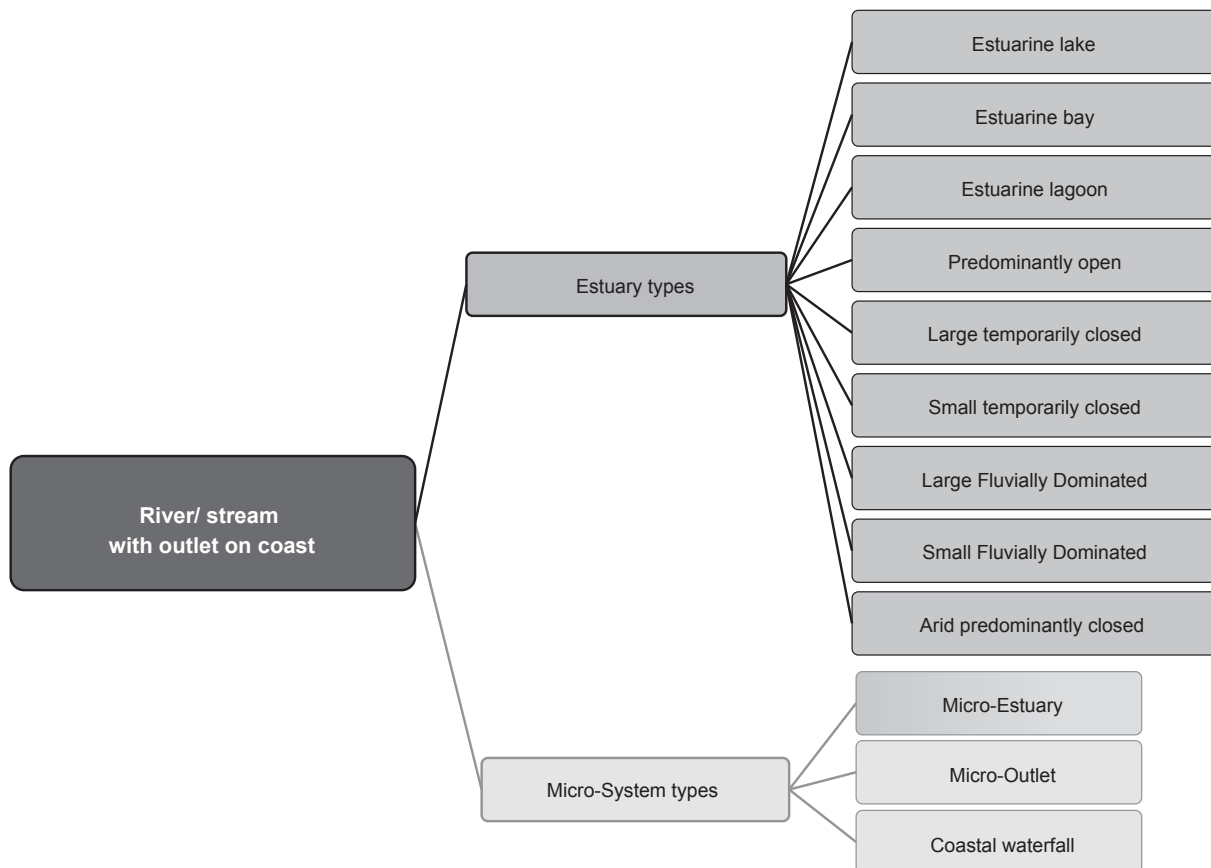 Estuarine lake
Estuarine bay
Estuarine lagoon
Estuary types
Predominantly open
Large temporarily closed
Small temporarily closed
Large Fluvially Dominated
River/ stream
with outlet on coast
Small Fluvially Dominated
Arid predominantly closed
Micro-Estuary
Micro-System types
Micro-Outlet
Coastal waterfall